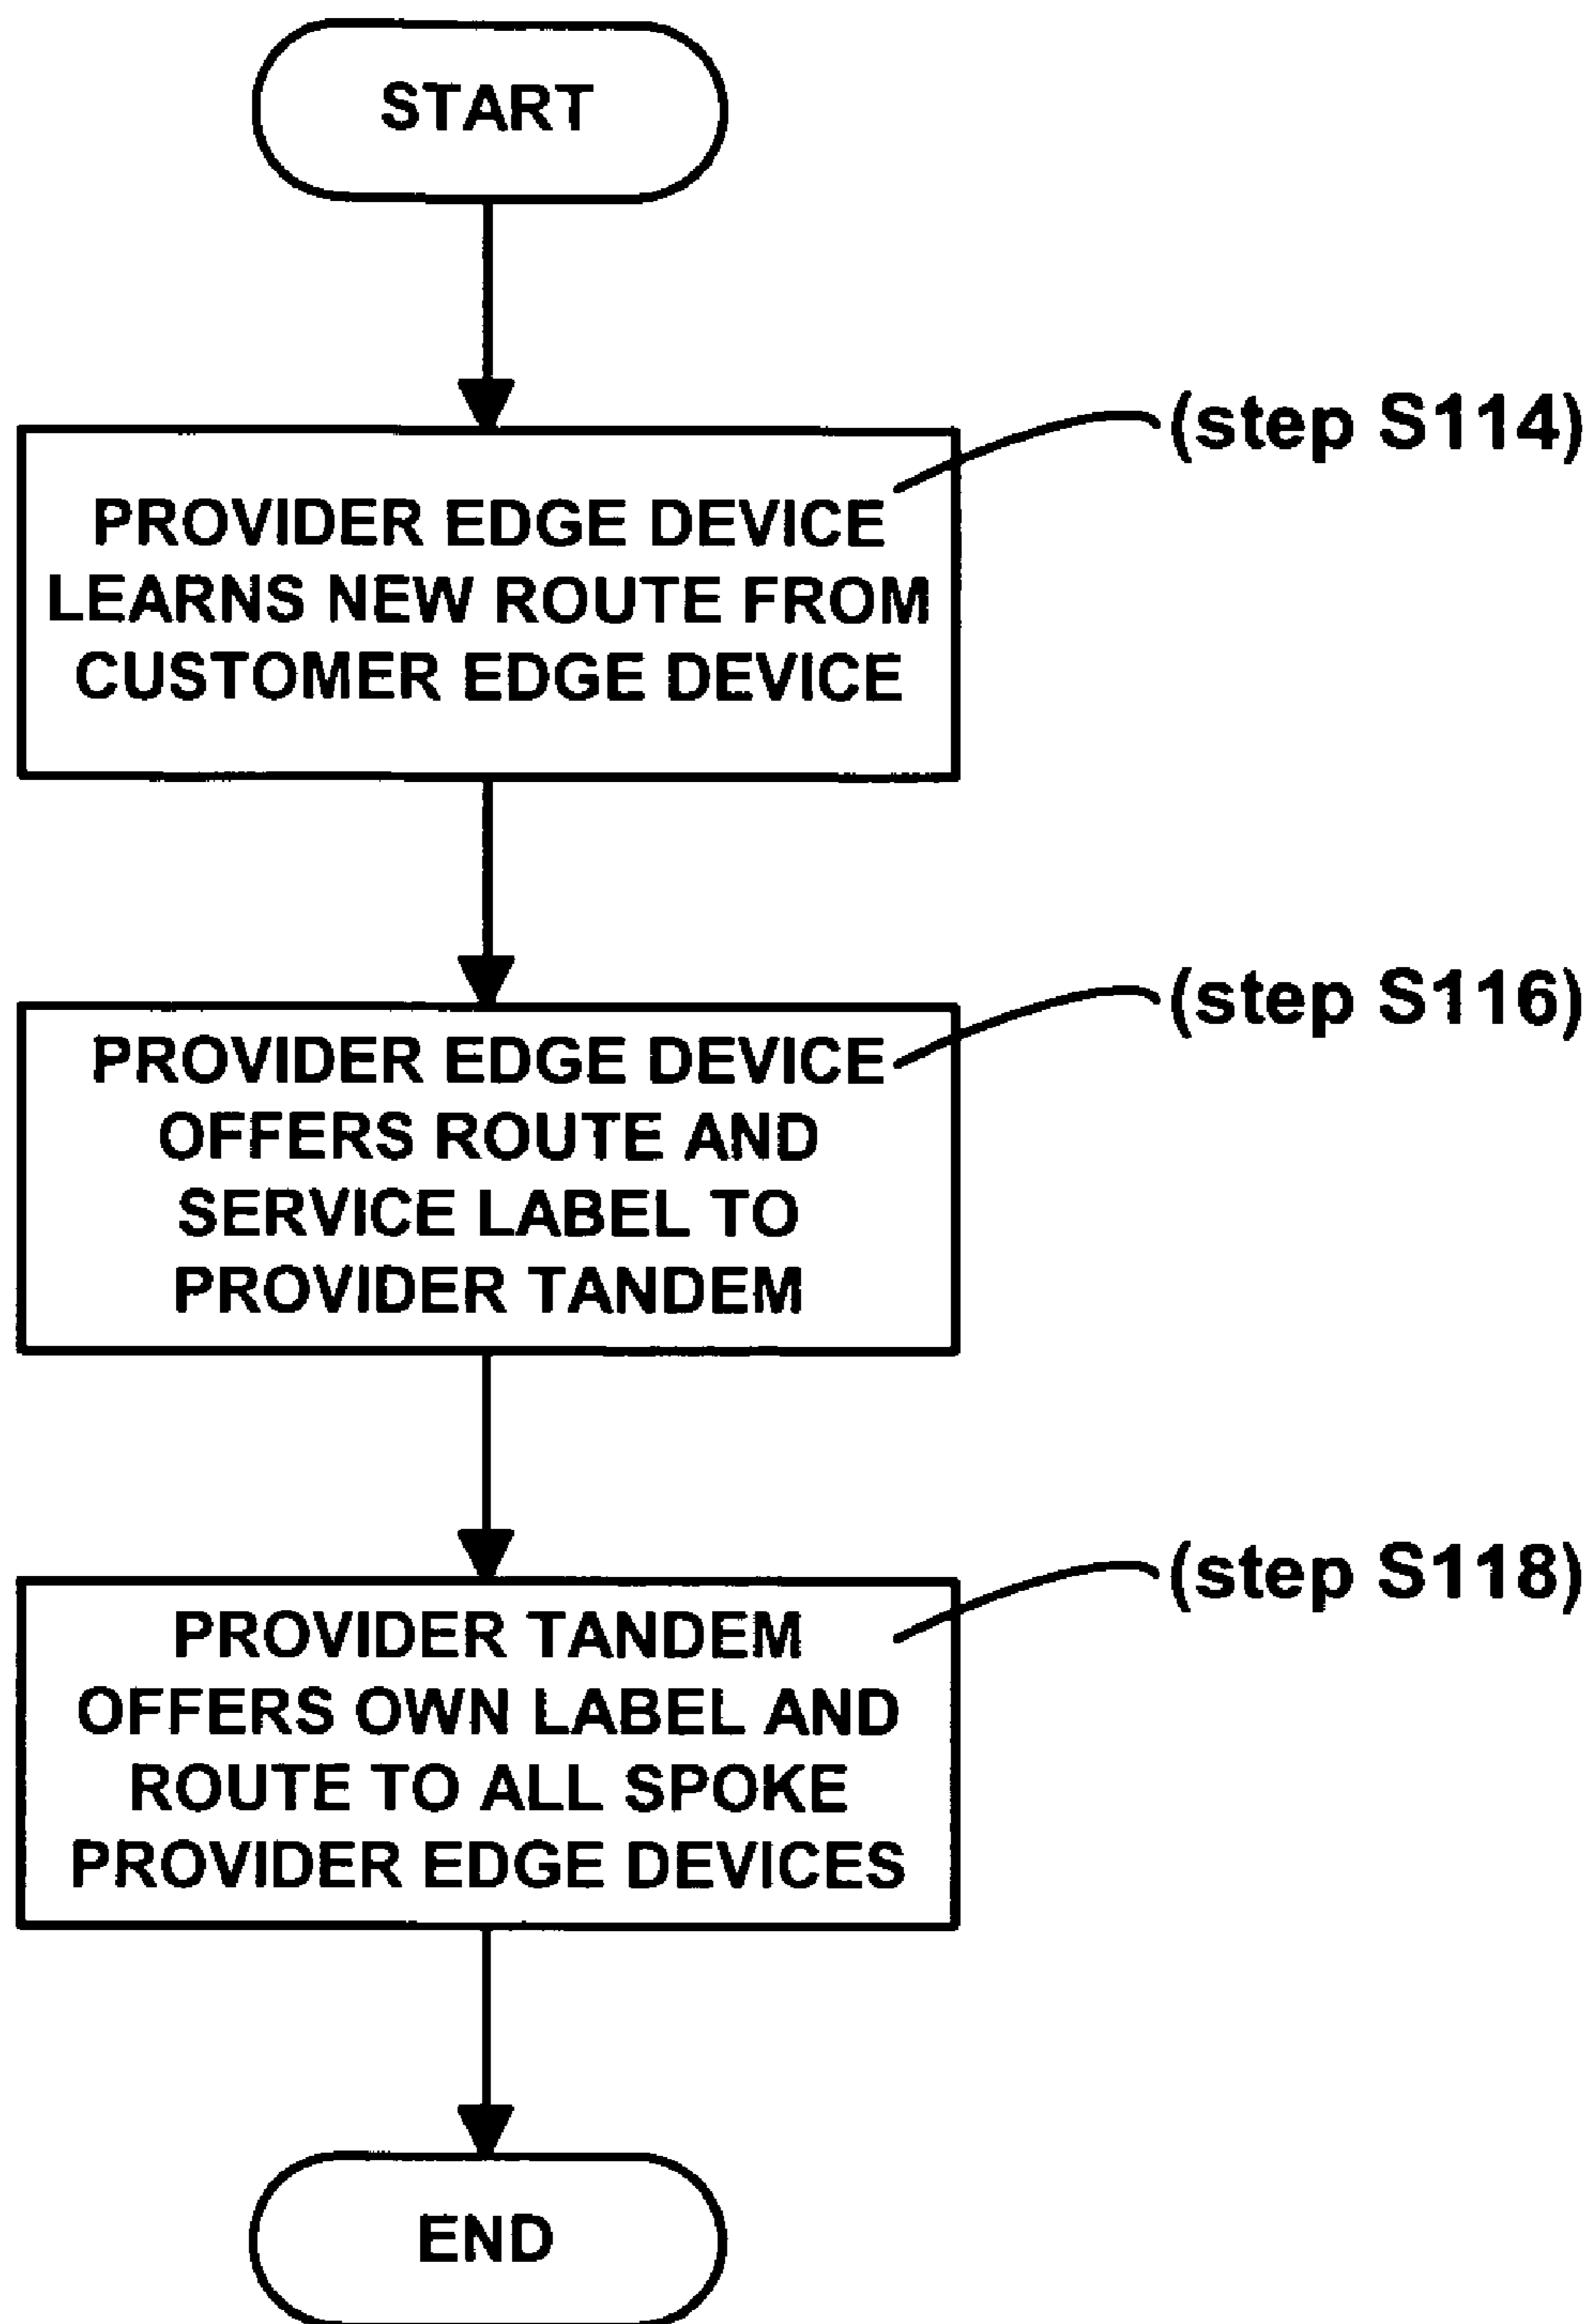 START
(step S114)
PROVIDER EDGE DEVICE
LEARNS NEW ROUTE FROM
CUSTOMER EDGE DEVICE
(step S116)
PROVIDER EDGE DEVICE
OFFERS ROUTE AND
SERVICE LABEL TO
PROVIDER TANDEM
(step S118)
PROVIDER TANDEM
OFFERS OWN LABEL AND
ROUTE TO ALL SPOKE
PROVIDER EDGE DEVICES
END